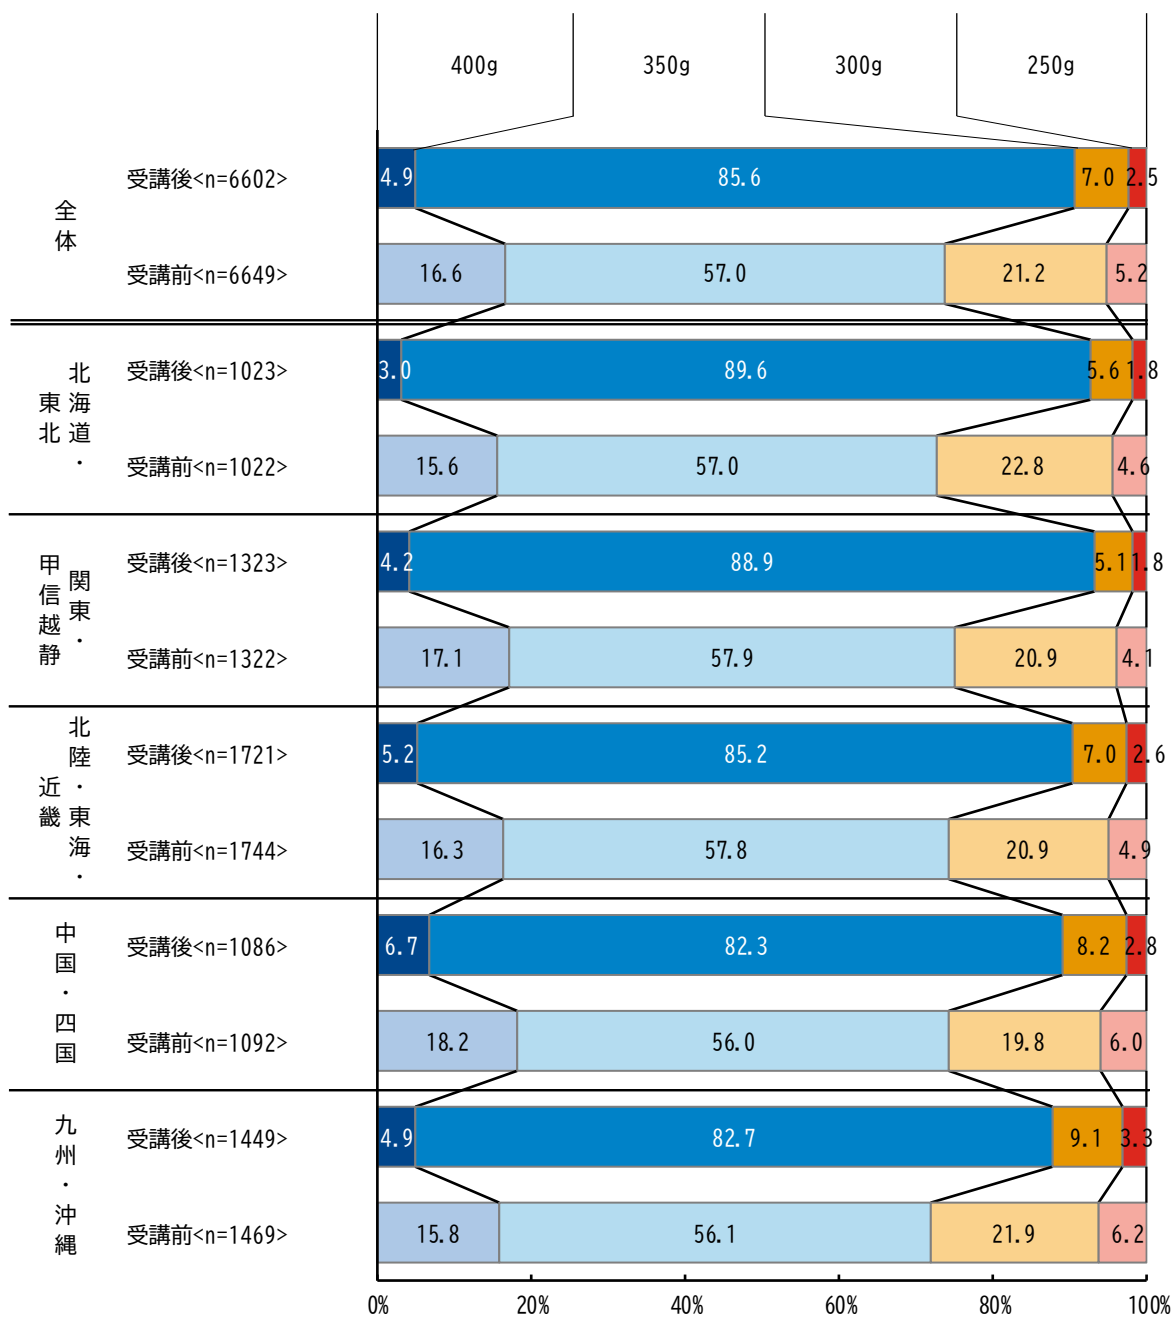 400g 350g 300g 250g
全体
受講後<n=6602> 4.9 85.6 7.0 2.5
受講前<n=6649> 16.6 57.0 21.2 5.2
北海道・
東北
受講後<n=1023> 3.0 89.6 5.6 1.8
受講前<n=1022> 15.6 57.0 22.8 4.6
関東・
甲信越静
受講後<n=1323> 4.2 88.9 5.1 1.8
受講前<n=1322> 17.1 57.9 20.9 4.1
北陸・東海・
近畿
受講後<n=1721> 5.2 85.2 7.0 2.6
受講前<n=1744> 16.3 57.8 20.9 4.9
中国・四国
受講後<n=1086> 6.7 82.3 8.2 2.8
受講前<n=1092> 18.2 56.0 19.8 6.0
九州・沖縄
受講後<n=1449> 4.9 82.7 9.1 3.3
受講前<n=1469> 15.8 56.1 21.9 6.2
0% 20% 40% 60% 80% 100%